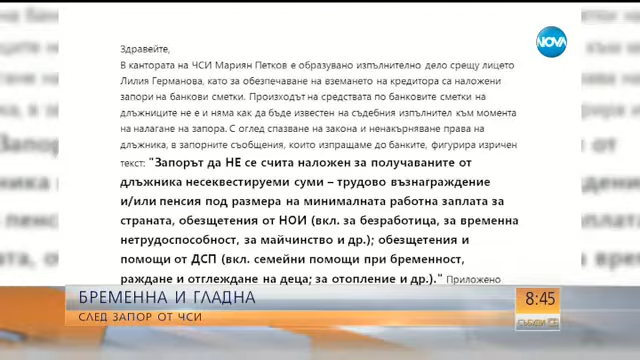 Здравейте,
В кантората на ЧСИ Мариян Петков е образувано изпълнително дело срещу лицето
Лилия Германова, като за обезпечаване на вземането на кредитора са наложени
запори на банкови сметки. Произходът на средствата по банковите сметки на
длъжниците не е и няма как да бъде известен на съдебния изпълнител към момента
на налагане на запора. С оглед спазване на закона и ненакърняване права на
длъжника, в запорните съобщения, които изпращаме до банките, фигурира изричен
текст: "Запорът да НЕ се счита наложен за получаваните от
длъжника несеквестируеми суми – трудово възнаграждение
и/или пенсия под размера на минималната работна заплата за
страната, обезщетения от НОИ (вкл. за безработица, за временна
нетрудоспособност, за майчинство и др.); обезщетения и
помощи от ДСП (вкл. семейни помощи при бременност,
раждане и отглеждане на деца; за отопление и др.)." Приложено
NOVA
БРЕМЕННА И ГЛАДНА
СЛЕД ЗАПОР ОТ ЧСИ
8:45